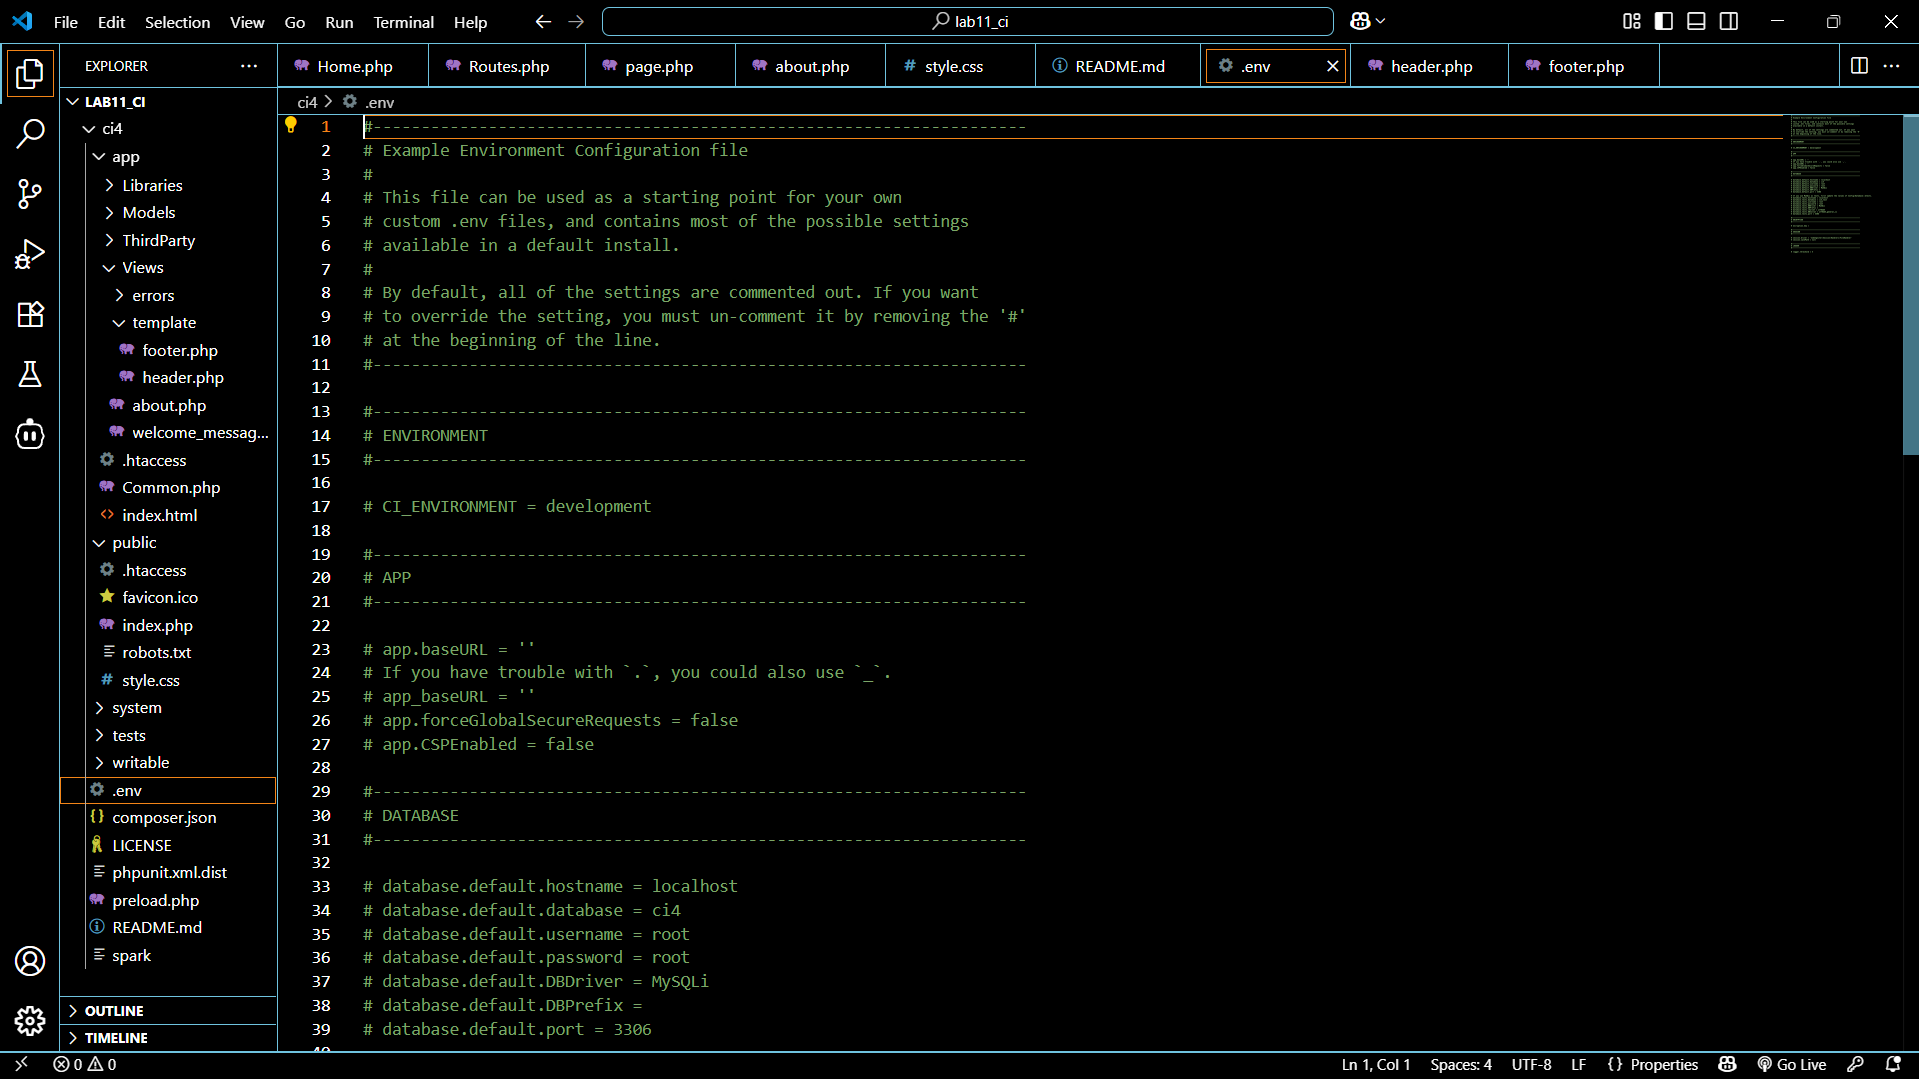 File Edit Selection View Go Run Terminal Help
lab11_ci
EXPLORER
Home.php
Routes.php
page.php
about.php
style.css
README.md
.env
header.php
footer.php
LAB11_CI
ci4
app
Libraries
Models
ThirdParty
Views
errors
template
footer.php
header.php
about.php
welcome_messag...
.htaccess
Common.php
index.html
public
.htaccess
favicon.ico
index.php
robots.txt
style.css
system
tests
writable
.env
composer.json
LICENSE
phpunit.xml.dist
preload.php
README.md
spark
OUTLINE
TIMELINE
ci4 > .env
1 #--------------------------------------------------------------------
2 # Example Environment Configuration file
3 #
4 # This file can be used as a starting point for your own
5 # custom .env files, and contains most of the possible settings
6 # available in a default install.
7 #
8 # By default, all of the settings are commented out. If you want
9 # to override the setting, you must un-comment it by removing the '#'
10 # at the beginning of the line.
11 #--------------------------------------------------------------------
12
13 #--------------------------------------------------------------------
14 # ENVIRONMENT
15 #--------------------------------------------------------------------
16
17 # CI_ENVIRONMENT = development
18
19 #--------------------------------------------------------------------
20 # APP
21 #--------------------------------------------------------------------
22
23 # app.baseURL = ''
24 # If you have trouble with `.`, you could also use `_`.
25 # app_baseURL = ''
26 # app.forceGlobalSecureRequests = false
27 # app.CSPEnabled = false
28
29 #--------------------------------------------------------------------
30 # DATABASE
31 #--------------------------------------------------------------------
32
33 # database.default.hostname = localhost
34 # database.default.database = ci4
35 # database.default.username = root
36 # database.default.password = root
37 # database.default.DBDriver = MySQLi
38 # database.default.DBPrefix =
39 # database.default.port = 3306
0 0
Ln 1, Col 1 Spaces: 4 UTF-8 LF {} Properties Go Live